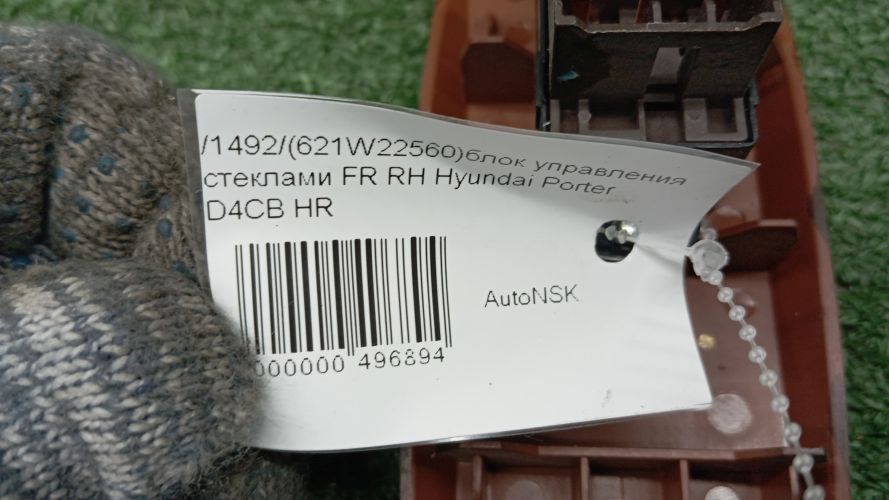 /1492/(621W22560)блок управления
стеклами FR RH Hyundai Porter
D4CB HR
AutoNSK
000000 496894